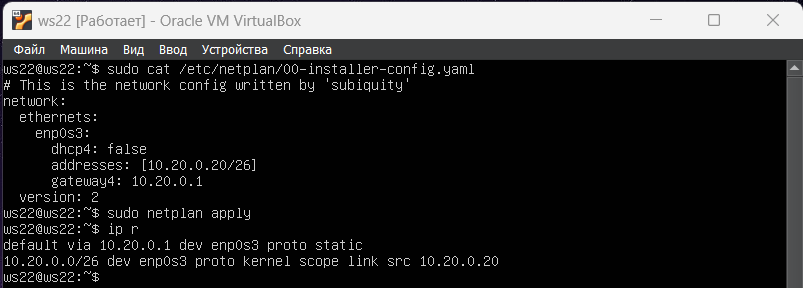 ws22 [Работает] - Oracle VM VirtualBox
Файл Машина Вид Ввод Устройства Справка
ws22@ws22:~$ sudo cat /etc/netplan/00-installer-config.yaml
# This is the network config written by 'subiquity'
network:
  ethernets:
    enp0s3:
      dhcp4: false
      addresses: [10.20.0.20/26]
      gateway4: 10.20.0.1
  version: 2
ws22@ws22:~$ sudo netplan apply
ws22@ws22:~$ ip r
default via 10.20.0.1 dev enp0s3 proto static
10.20.0.0/26 dev enp0s3 proto kernel scope link src 10.20.0.20
ws22@ws22:~$